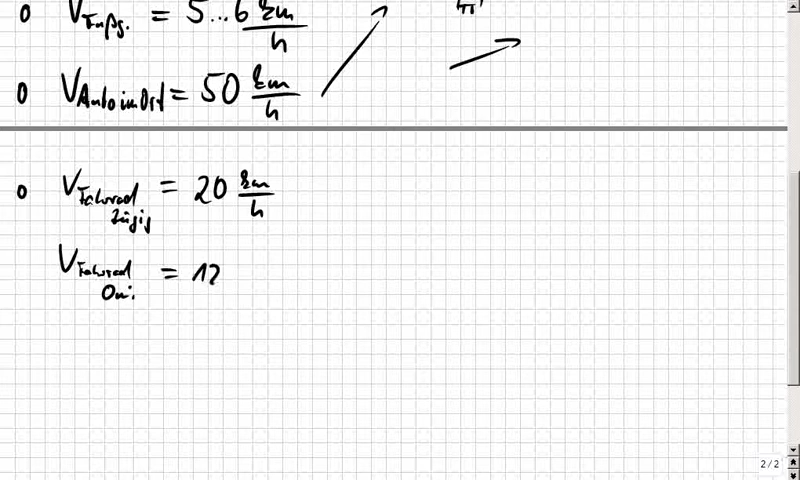 o V Fußg. = 5...6 km/h
o V Auto im Ort = 50 km/h
o V Fahrrad zügig = 20 km/h
V Fahrrad Omi = 12
2/2